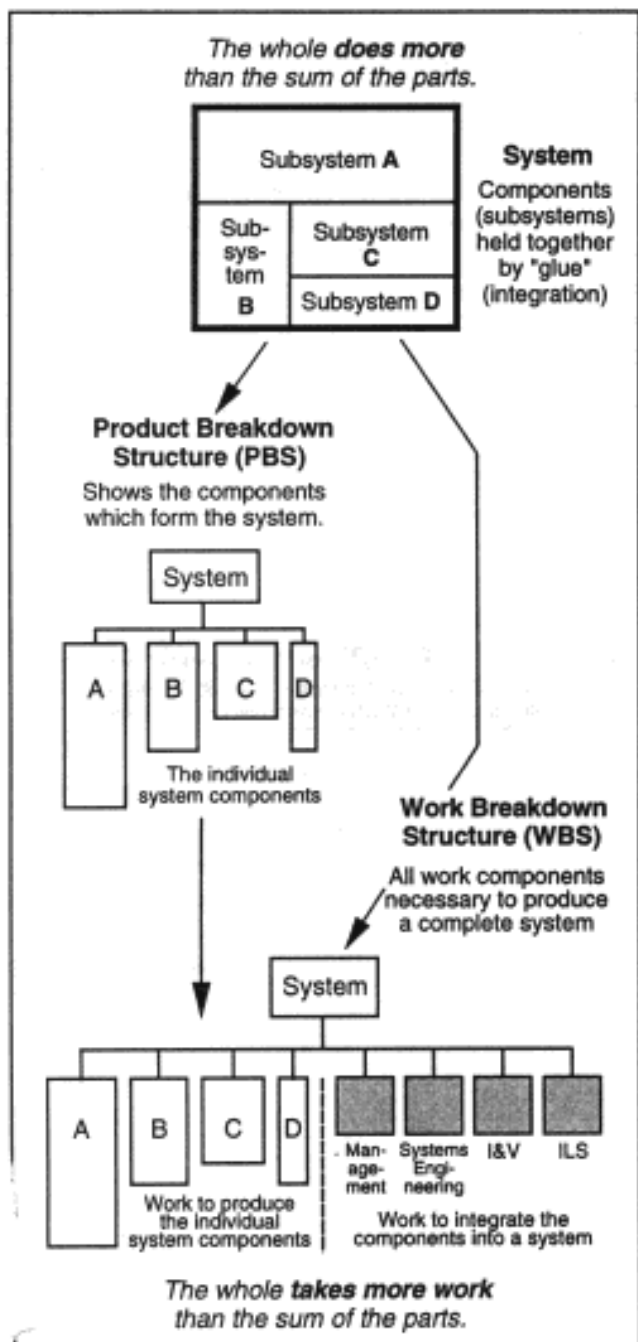 The whole does more
than the sum of the parts.
Subsystem A
Sub-
sys-
tem
B
Subsystem
C
Subsystem D
System
Components
(subsystems)
held together
by "glue"
(integration)
Product Breakdown
Structure (PBS)
Shows the components
which form the system.
System
A
B
C
D
The individual
system components
Work Breakdown
Structure (WBS)
All work components
necessary to produce
a complete system
System
A
B
C
D
Man-
age-
ment
Systems
Engi-
neering
I&V
ILS
Work to produce
the individual
system components
Work to integrate the
components into a system
The whole takes more work
than the sum of the parts.